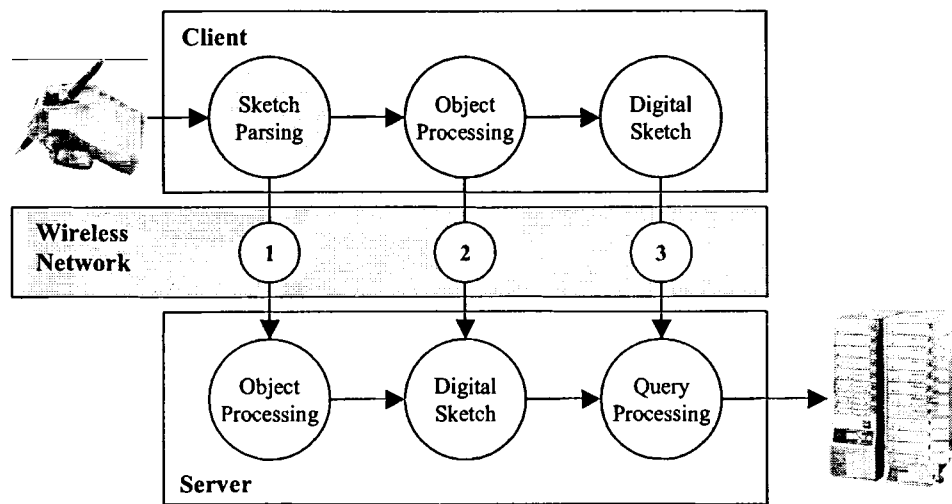 Client
Sketch
Parsing
Object
Processing
Digital
Sketch
Wireless
Network
1
2
3
Object
Processing
Digital
Sketch
Query
Processing
Server